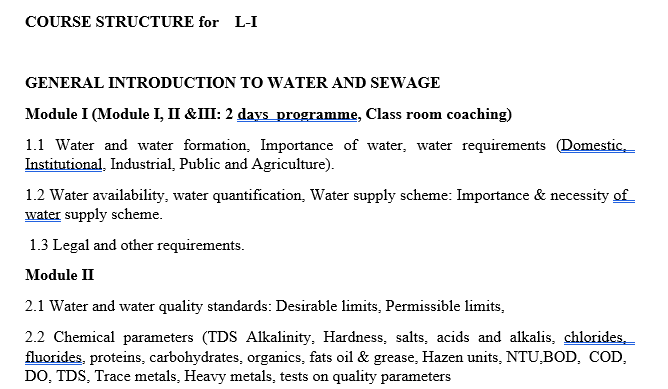 COURSE STRUCTURE for L-I
GENERAL INTRODUCTION TO WATER AND SEWAGE
Module I (Module I, II &III: 2 days programme, Class room coaching)
1.1 Water and water formation, Importance of water, water requirements (Domestic,
Institutional, Industrial, Public and Agriculture).
1.2 Water availability, water quantification, Water supply scheme: Importance & necessity of
water supply scheme.
1.3 Legal and other requirements.
Module II
2.1 Water and water quality standards: Desirable limits, Permissible limits,
2.2 Chemical parameters (TDS Alkalinity, Hardness, salts, acids and alkalis, chlorides,
fluorides, proteins, carbohydrates, organics, fats oil & grease, Hazen units, NTU,BOD, COD,
DO, TDS, Trace metals, Heavy metals, tests on quality parameters